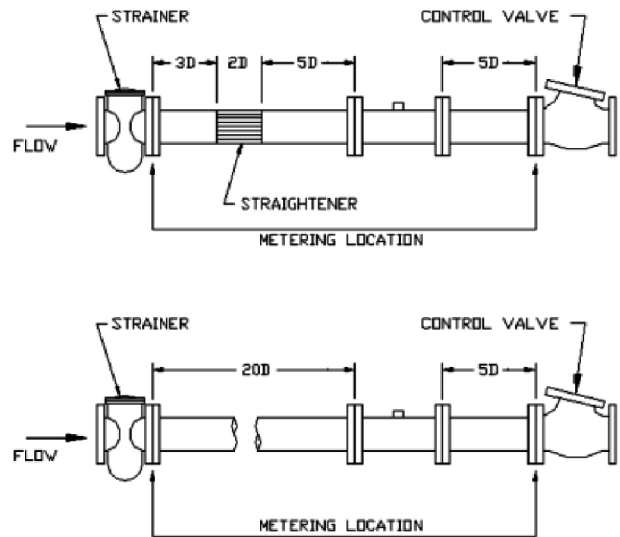 STRAINER
CONTROL VALVE
3D
2D
5D
5D
FLOW
STRAIGHTENER
METERING LOCATION
STRAINER
CONTROL VALVE
20D
5D
FLOW
METERING LOCATION